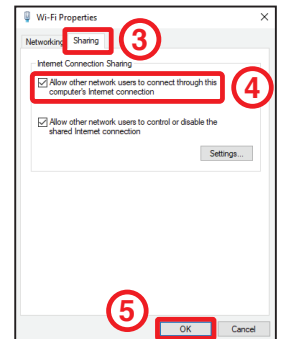 Wi-Fi Properties
Networking Sharing 3
Internet Connection Sharing
Allow other network users to connect through this
computer's Internet connection
4
Allow other network users to control or disable the
shared Internet connection
Settings...
5
OK Cancel